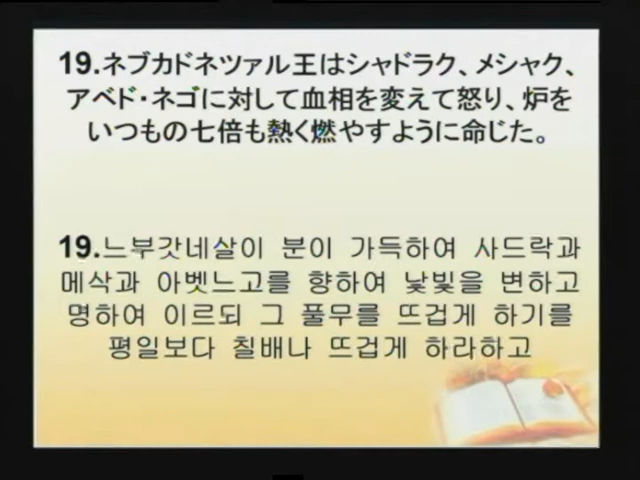 19.ネブカドネツァル王はシャドラク、メシャク、
アベド・ネゴに対して血相を変えて怒り、炉を
いつもの七倍も熱く燃やすように命じた。
19.느부갓네살이 분이 가득하여 사드락과
메삭과 아벳느고를 향하여 낯빛을 변하고
명하여 이르되 그 풀무를 뜨겁게 하기를
평일보다 칠배나 뜨겁게 하라하고